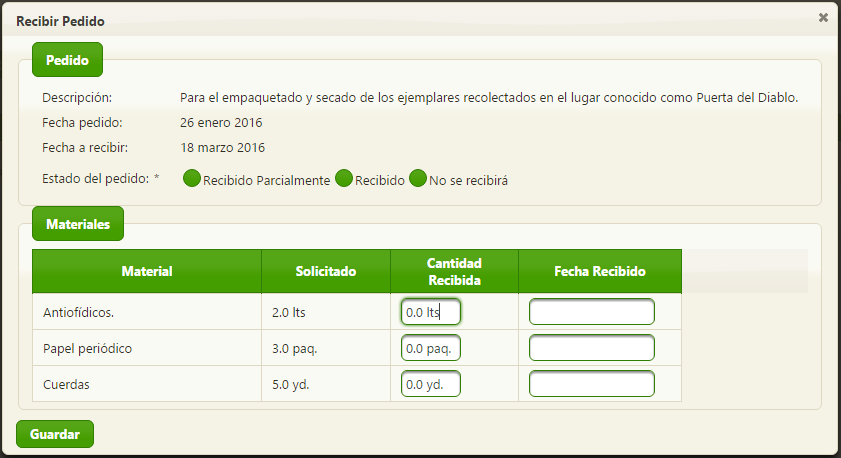 Recibir Pedido
Pedido
Descripción: Para el empaquetado y secado de los ejemplares recolectados en el lugar conocido como Puerta del Diablo.
Fecha pedido: 26 enero 2016
Fecha a recibir: 18 marzo 2016
Estado del pedido: * Recibido Parcialmente Recibido No se recibirá
Materiales
Material Solicitado Cantidad Recibida Fecha Recibido
Antiofídicos. 2.0 lts 0.0 lts
Papel periódico 3.0 paq. 0.0 paq.
Cuerdas 5.0 yd. 0.0 yd.
Guardar